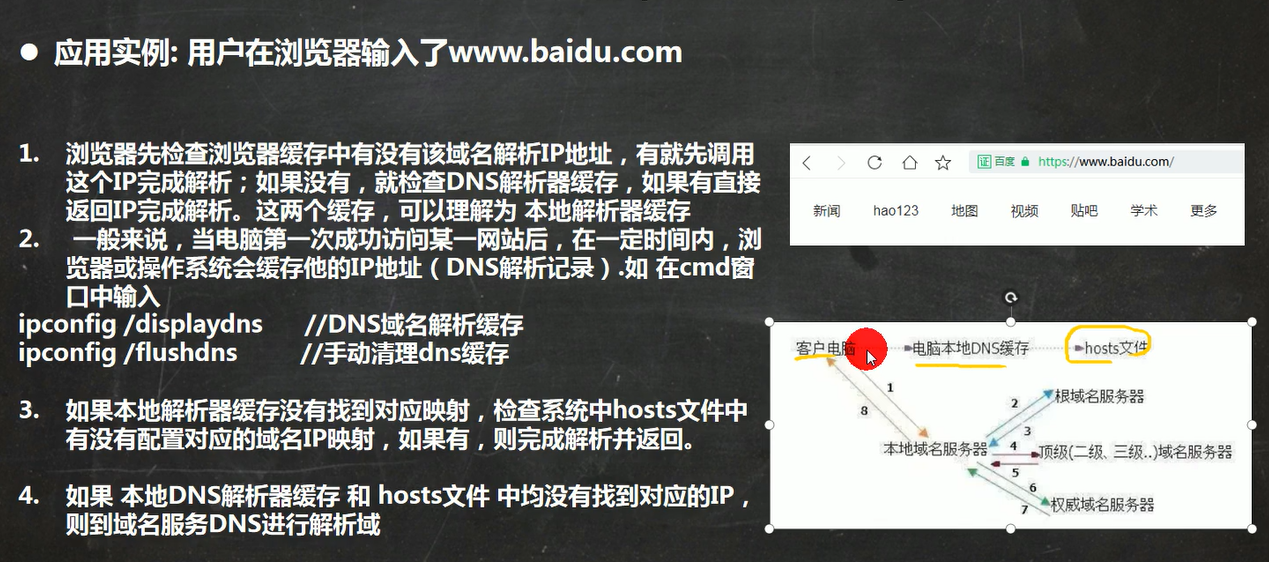 ● 应用实例: 用户在浏览器输入了www.baidu.com
1. 浏览器先检查浏览器缓存中有没有该域名解析IP地址，有就先调用
这个IP完成解析；如果没有，就检查DNS解析器缓存，如果有直接
返回IP完成解析。这两个缓存，可以理解为 本地解析器缓存
2. 一般来说，当电脑第一次成功访问某一网站后，在一定时间内，浏
览器或操作系统会缓存他的IP地址（DNS解析记录）.如 在cmd窗
口中输入
ipconfig /displaydns //DNS域名解析缓存
ipconfig /flushdns //手动清理dns缓存
3. 如果本地解析器缓存没有找到对应映射，检查系统中hosts文件中
有没有配置对应的域名IP映射，如果有，则完成解析并返回。
4. 如果 本地DNS解析器缓存 和 hosts文件 中均没有找到对应的IP，
则到域名服务DNS进行解析域
证 百度 https://www.baidu.com/
新闻 hao123 地图 视频 贴吧 学术 更多
客户电脑 电脑本地DNS缓存 hosts文件
1
8
2
根域名服务器
3
本地域名服务器 4 顶级(二级、三级..)域名服务器
5
6
7 权威域名服务器